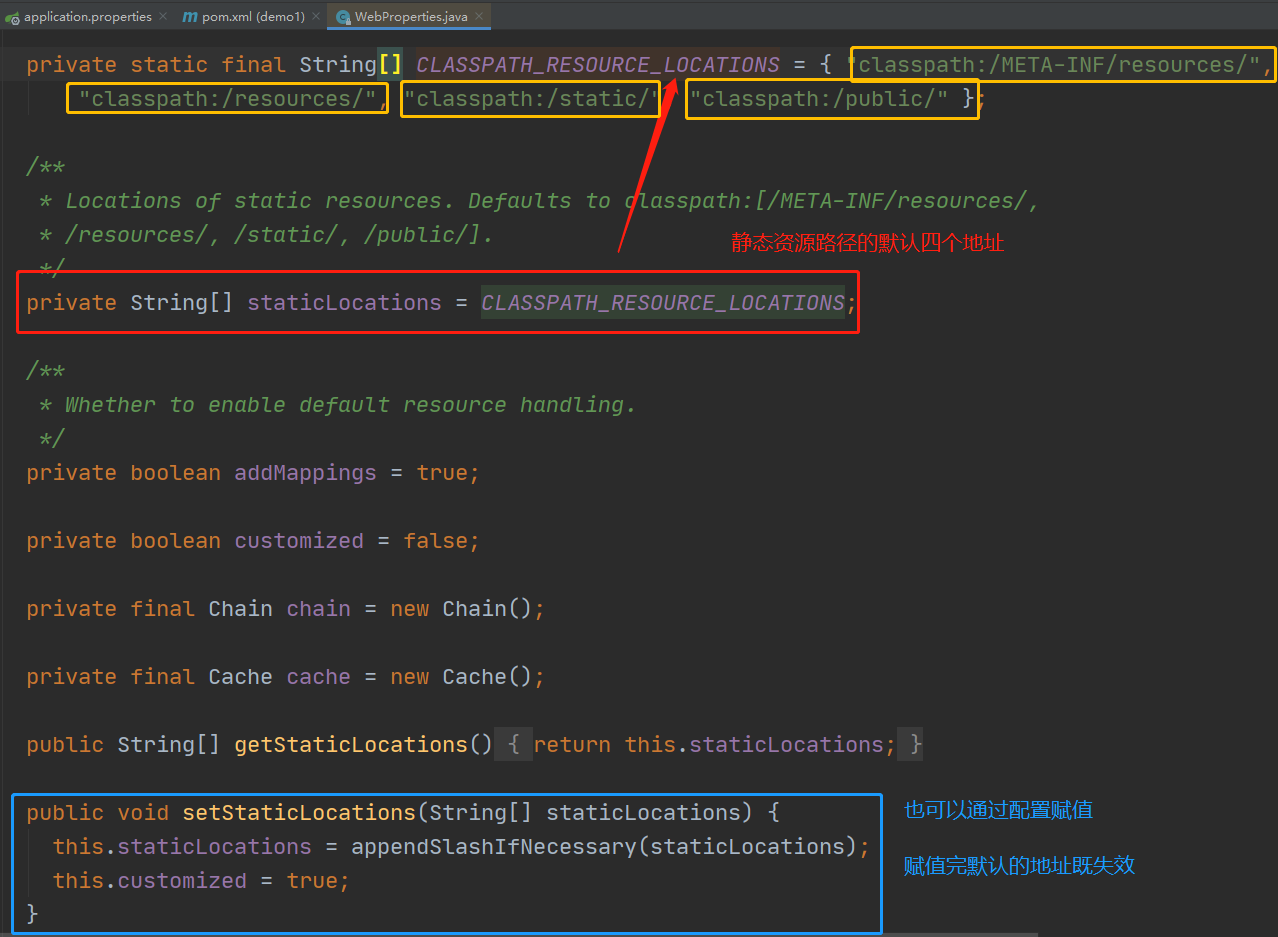 application.properties
pom.xml (demo1)
WebProperties.java
private static final String[] CLASSPATH_RESOURCE_LOCATIONS = { "classpath:/META-INF/resources/",
"classpath:/resources/", "classpath:/static/" "classpath:/public/" };
/**
* Locations of static resources. Defaults to classpath:[/META-INF/resources/,
* /resources/, /static/, /public/].
静态资源路径的默认四个地址
*/
private String[] staticLocations = CLASSPATH_RESOURCE_LOCATIONS;
/**
* Whether to enable default resource handling.
*/
private boolean addMappings = true;
private boolean customized = false;
private final Chain chain = new Chain();
private final Cache cache = new Cache();
public String[] getStaticLocations() { return this.staticLocations; }
public void setStaticLocations(String[] staticLocations) {
也可以通过配置赋值
this.staticLocations = appendSlashIfNecessary(staticLocations);
赋值完默认的地址既失效
this.customized = true;
}